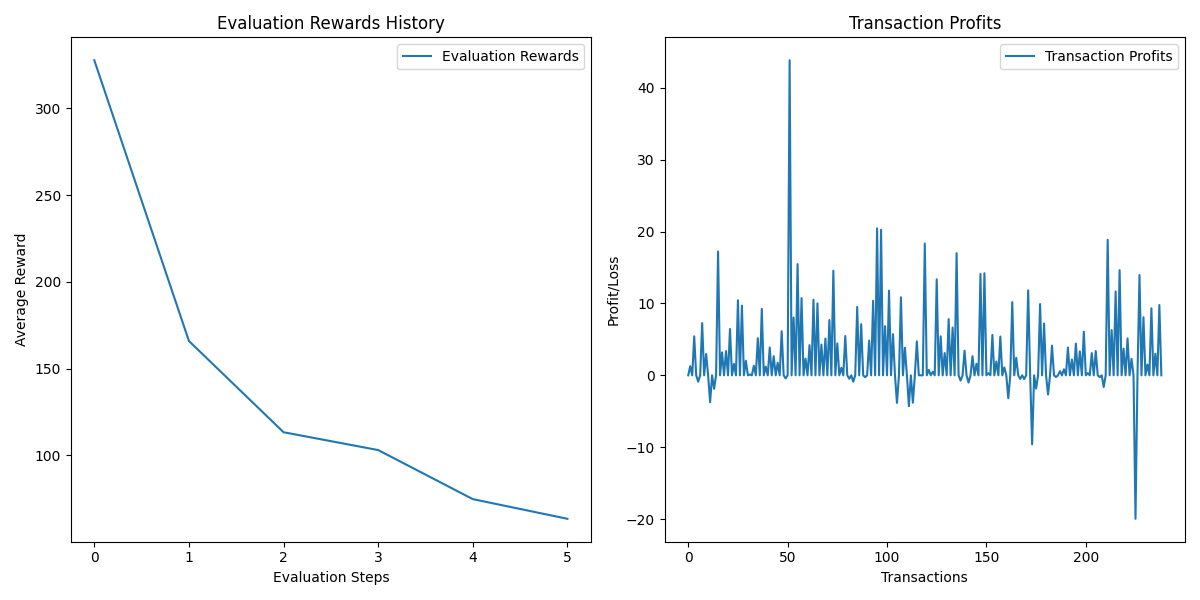 Evaluation Rewards History
Evaluation Rewards
300
250
200
150
100
Average Reward
0 1 2 3 4 5
Evaluation Steps
Transaction Profits
Transaction Profits
40
30
20
10
0
−10
−20
Profit/Loss
0 50 100 150 200
Transactions